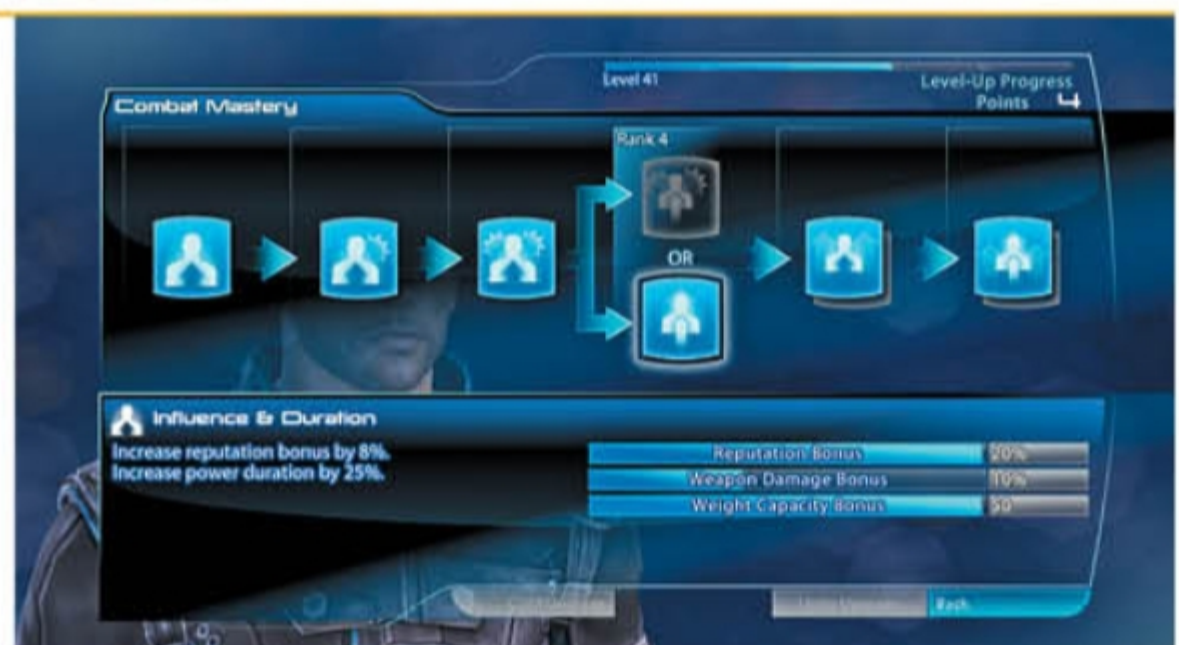 Level 41
Level-Up Progress
Points 4
Combat Mastery
Rank 4
OR
Influence & Duration
Increase reputation bonus by 8%.
Increase power duration by 25%.
Reputation Bonus 20%
Weapon Damage Bonus 10%
Weight Capacity Bonus 50
Back